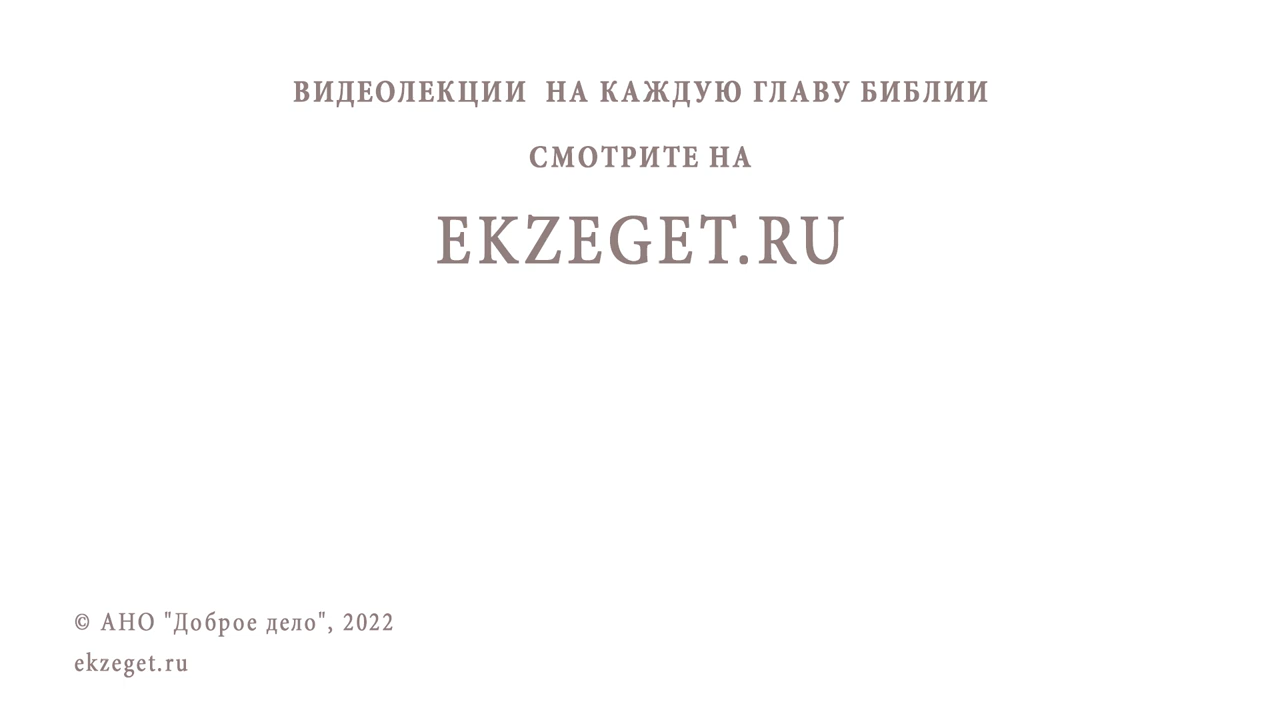 ВИДЕОЛЕКЦИИ НА КАЖДУЮ ГЛАВУ БИБЛИИ
СМОТРИТЕ НА
EKZEGET.RU
© АНО "Доброе дело", 2022
ekzeget.ru